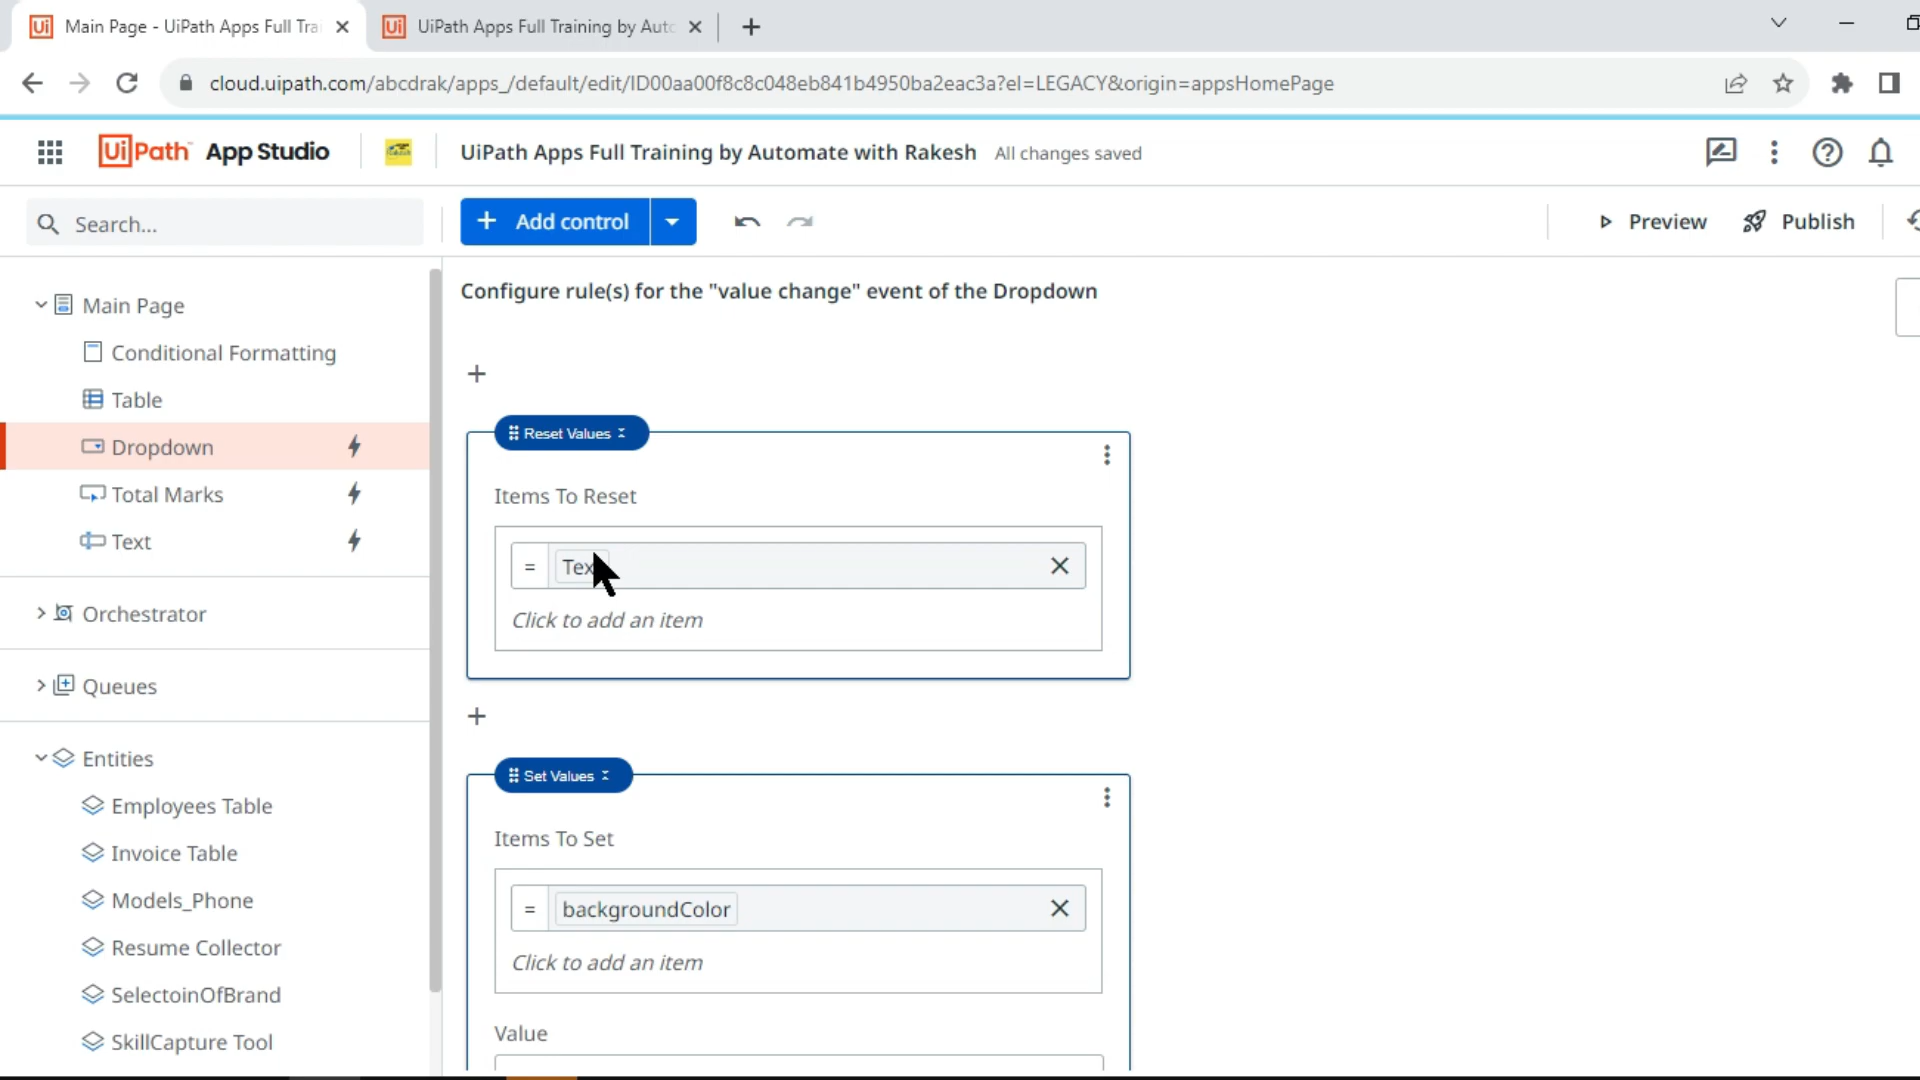 Main Page - UiPath Apps Full Trai
UiPath Apps Full Training by Auto
cloud.uipath.com/abcdrak/apps_/default/edit/ID00aa00f8c8c048eb841b4950ba2eac3a?el=LEGACY&origin=appsHomePage
UiPath App Studio
UiPath Apps Full Training by Automate with Rakesh All changes saved
Search...
Add control
Preview
Publish
Configure rule(s) for the "value change" event of the Dropdown
Main Page
Conditional Formatting
Table
Dropdown
Total Marks
Text
Orchestrator
Queues
Entities
Employees Table
Invoice Table
Models_Phone
Resume Collector
SelectoinOfBrand
SkillCapture Tool
Reset Values
Items To Reset
= Tex
Click to add an item
Set Values
Items To Set
= backgroundColor
Click to add an item
Value